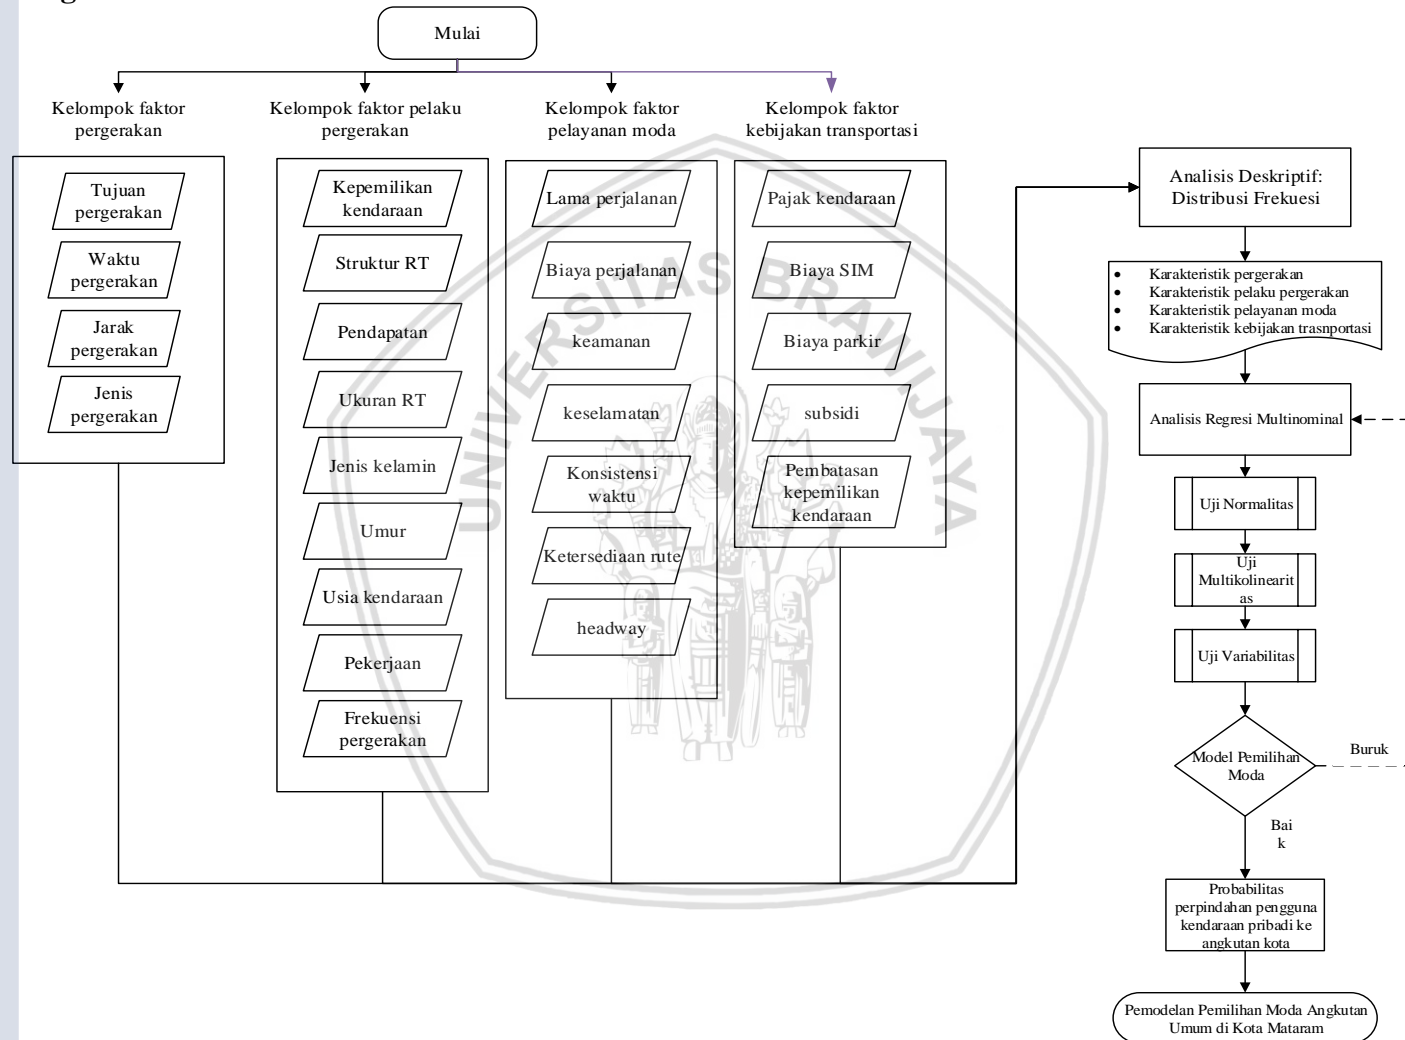 Mulai
Kelompok faktor
pergerakan
Tujuan
pergerakan
Waktu
pergerakan
Jarak
pergerakan
Jenis
pergerakan
Kelompok faktor pelaku
pergerakan
Kepemilikan
kendaraan
Struktur RT
Pendapatan
Ukuran RT
Jenis kelamin
Umur
Usia kendaraan
Pekerjaan
Frekuensi
pergerakan
Kelompok faktor
pelayanan moda
Lama perjalanan
Biaya perjalanan
keamanan
keselamatan
Konsistensi
waktu
Ketersediaan rute
headway
Kelompok faktor
kebijakan transportasi
Pajak kendaraan
Biaya SIM
Biaya parkir
subsidi
Pembatasan
kepemilikan
kendaraan
Analisis Deskriptif:
Distribusi Frekuesi
• Karakteristik pergerakan
• Karakteristik pelaku pergerakan
• Karakteristik pelayanan moda
• Karakteristik kebijakan trasnportasi
Analisis Regresi Multinominal
Uji Normalitas
Uji
Multikolinearit
as
Uji Variabilitas
Model Pemilihan
Moda
Buruk
Bai
k
Probabilitas
perpindahan pengguna
kendaraan pribadi ke
angkutan kota
Pemodelan Pemilihan Moda Angkutan
Umum di Kota Mataram
UNIVERSITAS BRAWIJAYA